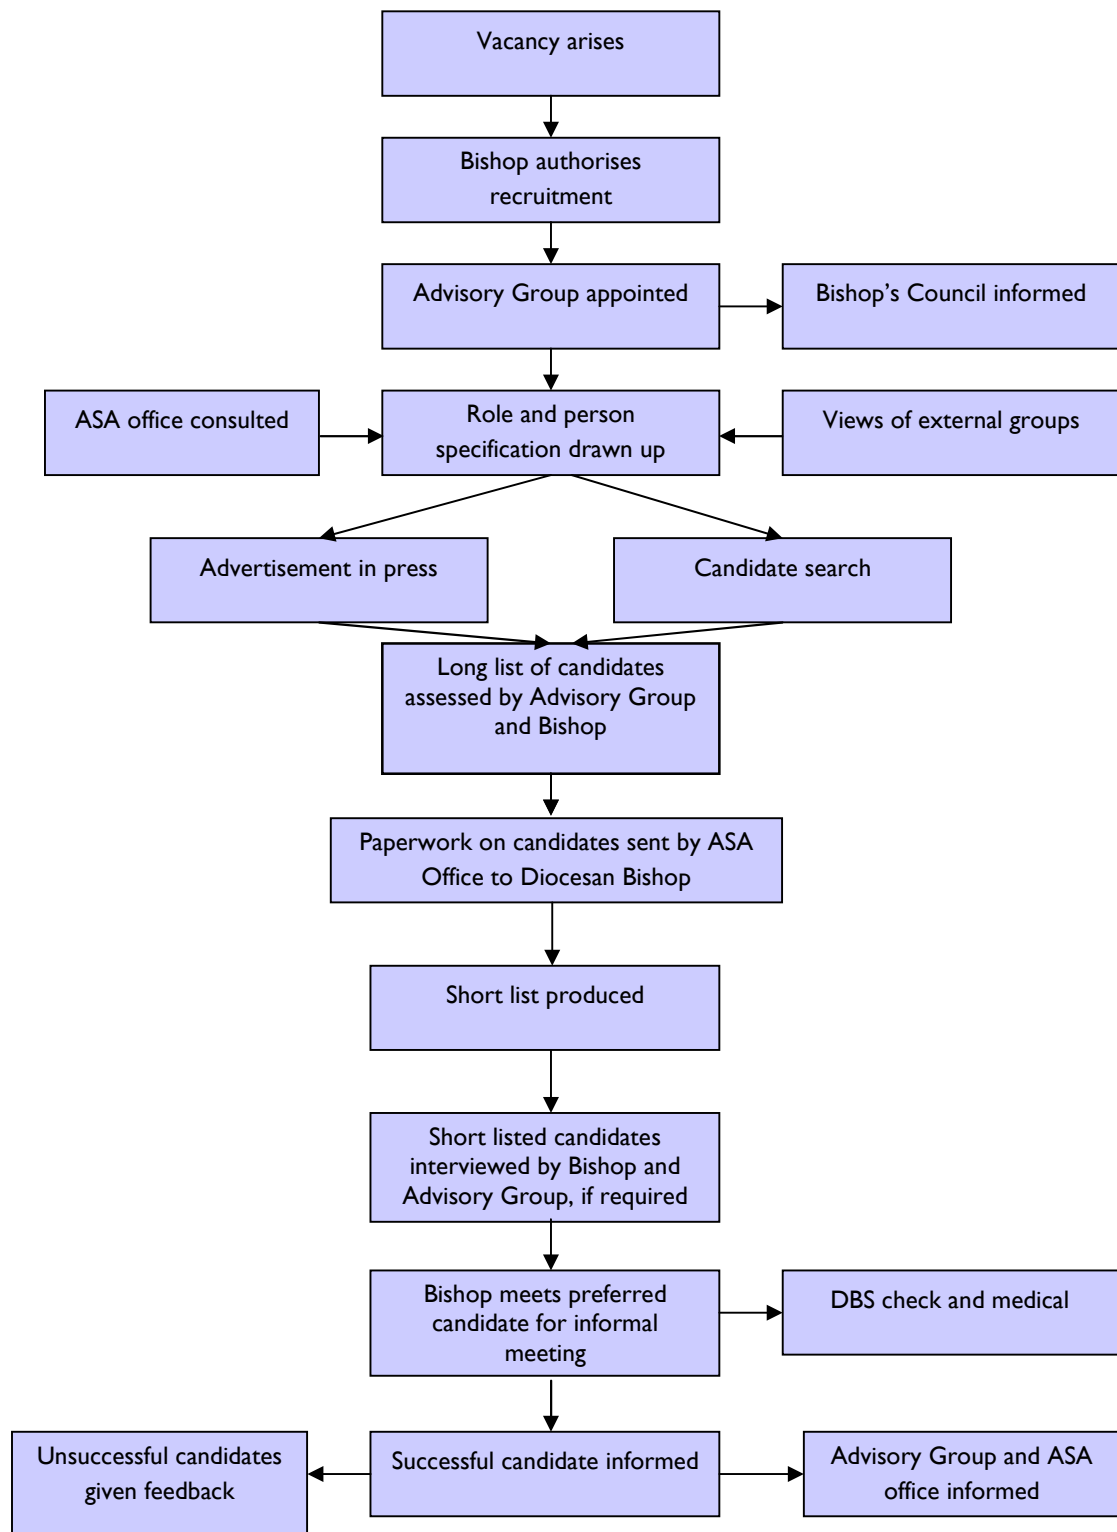 Vacancy arises
Bishop authorises
recruitment
Advisory Group appointed
Bishop’s Council informed
ASA office consulted
Role and person
specification drawn up
Views of external groups
Advertisement in press
Candidate search
Long list of candidates
assessed by Advisory Group
and Bishop
Paperwork on candidates sent by ASA
Office to Diocesan Bishop
Short list produced
Short listed candidates
interviewed by Bishop and
Advisory Group, if required
Bishop meets preferred
candidate for informal
meeting
DBS check and medical
Unsuccessful candidates
given feedback
Successful candidate informed
Advisory Group and ASA
office informed